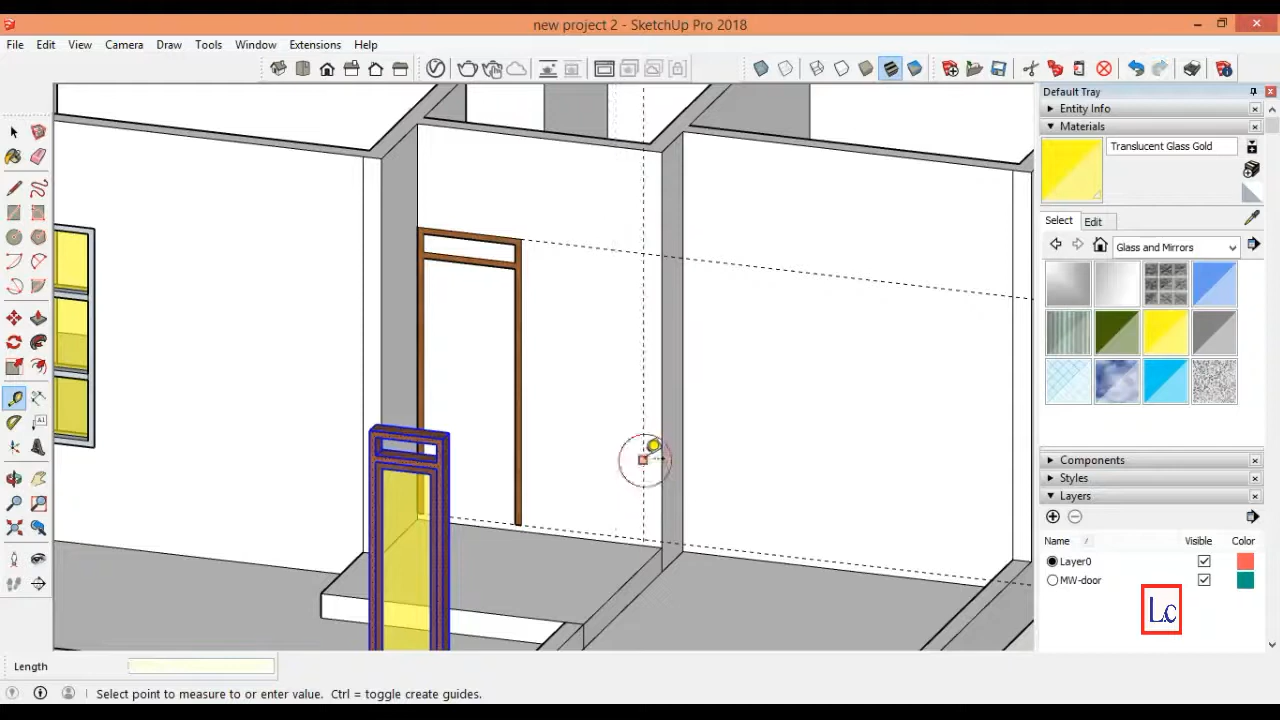 new project 2 - SketchUp Pro 2018
File Edit View Camera Draw Tools Window Extensions Help
Default Tray
Entity Info
Materials
Translucent Glass Gold
Select Edit
Glass and Mirrors
Components
Styles
Layers
Name Visible Color
Layer0
MW-door
Lc
Length
Select point to measure to or enter value. Ctrl = toggle create guides.